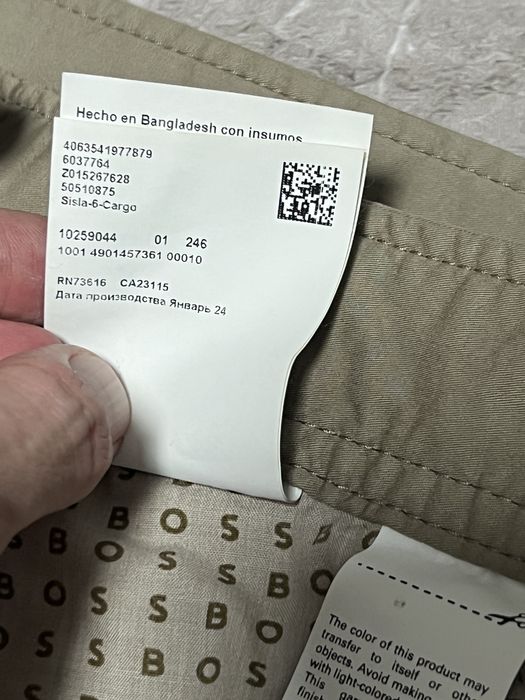 Hecho en Bangladesh con insumos
4063541977879
6037764
Z015267628
50510875
Sisla-6-Cargo
10259044 01 246
1001 4901457361 00010
RN73616 CA23115
Дата производства Январь 24
B O S S B
B O S S B O
B O S S B O
S S B O S
The color of this product may
transfer to itself or
objects. Avoid making
with light-colored
This